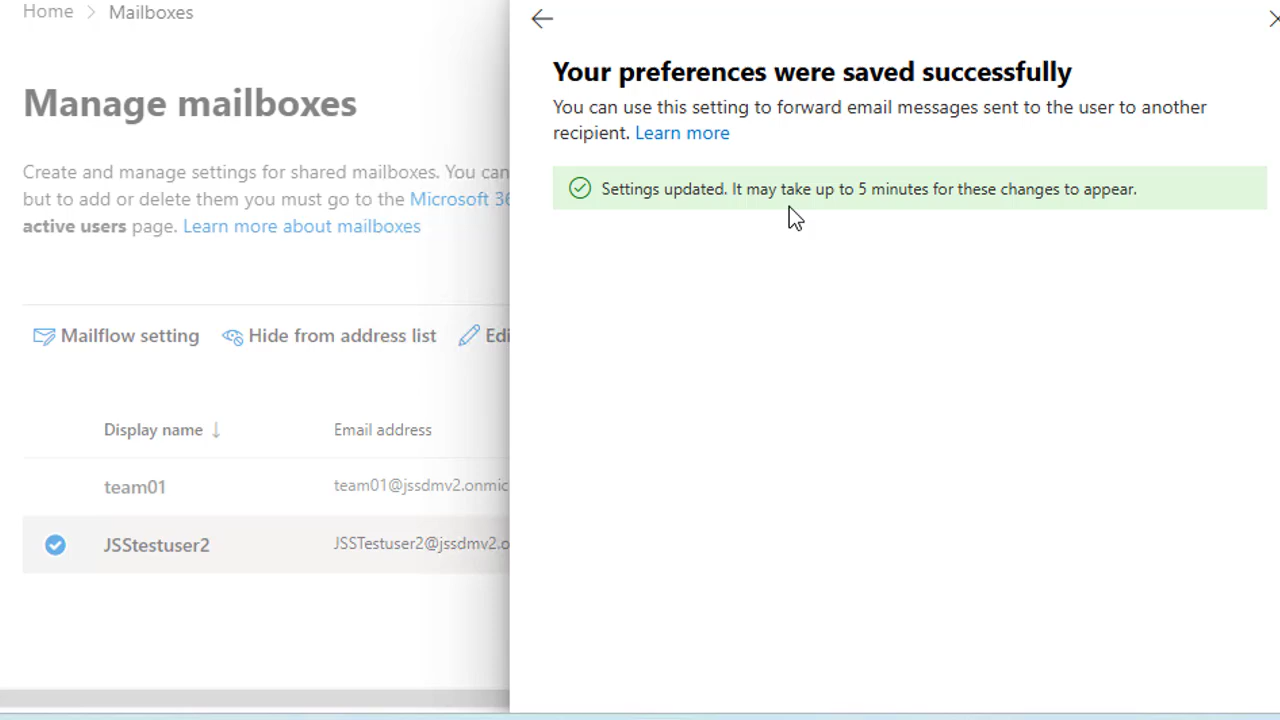 Home > Mailboxes
Manage mailboxes
Create and manage settings for shared mailboxes. You can
but to add or delete them you must go to the Microsoft
active users page. Learn more about mailboxes
Mailflow setting Hide from address list
Display name ↓ Email address
team01 team01@jssdmv2.onmic
JSStestuser2 JSSTestuser2@jssdmv2.o
Your preferences were saved successfully
You can use this setting to forward email messages sent to the user to another
recipient. Learn more
Settings updated. It may take up to 5 minutes for these changes to appear.